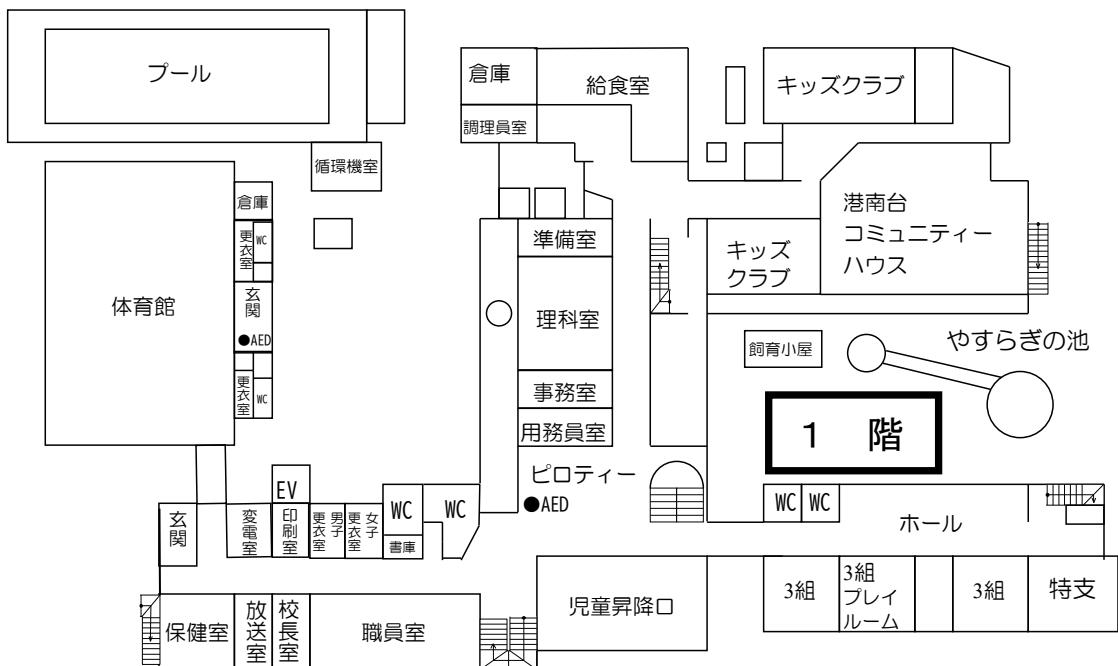 プール
倉庫
給食室
キッズクラブ
調理員室
循環機室
倉庫
更衣室
WC
玄関
●AED
更衣室
WC
体育館
準備室
理科室
事務室
用務員室
キッズ
クラブ
港南台
コミュニティー
ハウス
飼育小屋
やすらぎの池
1 階
ピロティー
●AED
EV
玄関
変電室
印刷室
男子
更衣室
女子
更衣室
WC
書庫
WC
WC
WC
ホール
保健室
放送室
校長室
職員室
児童昇降口
3組
3組
プレイ
ルーム
3組
特支